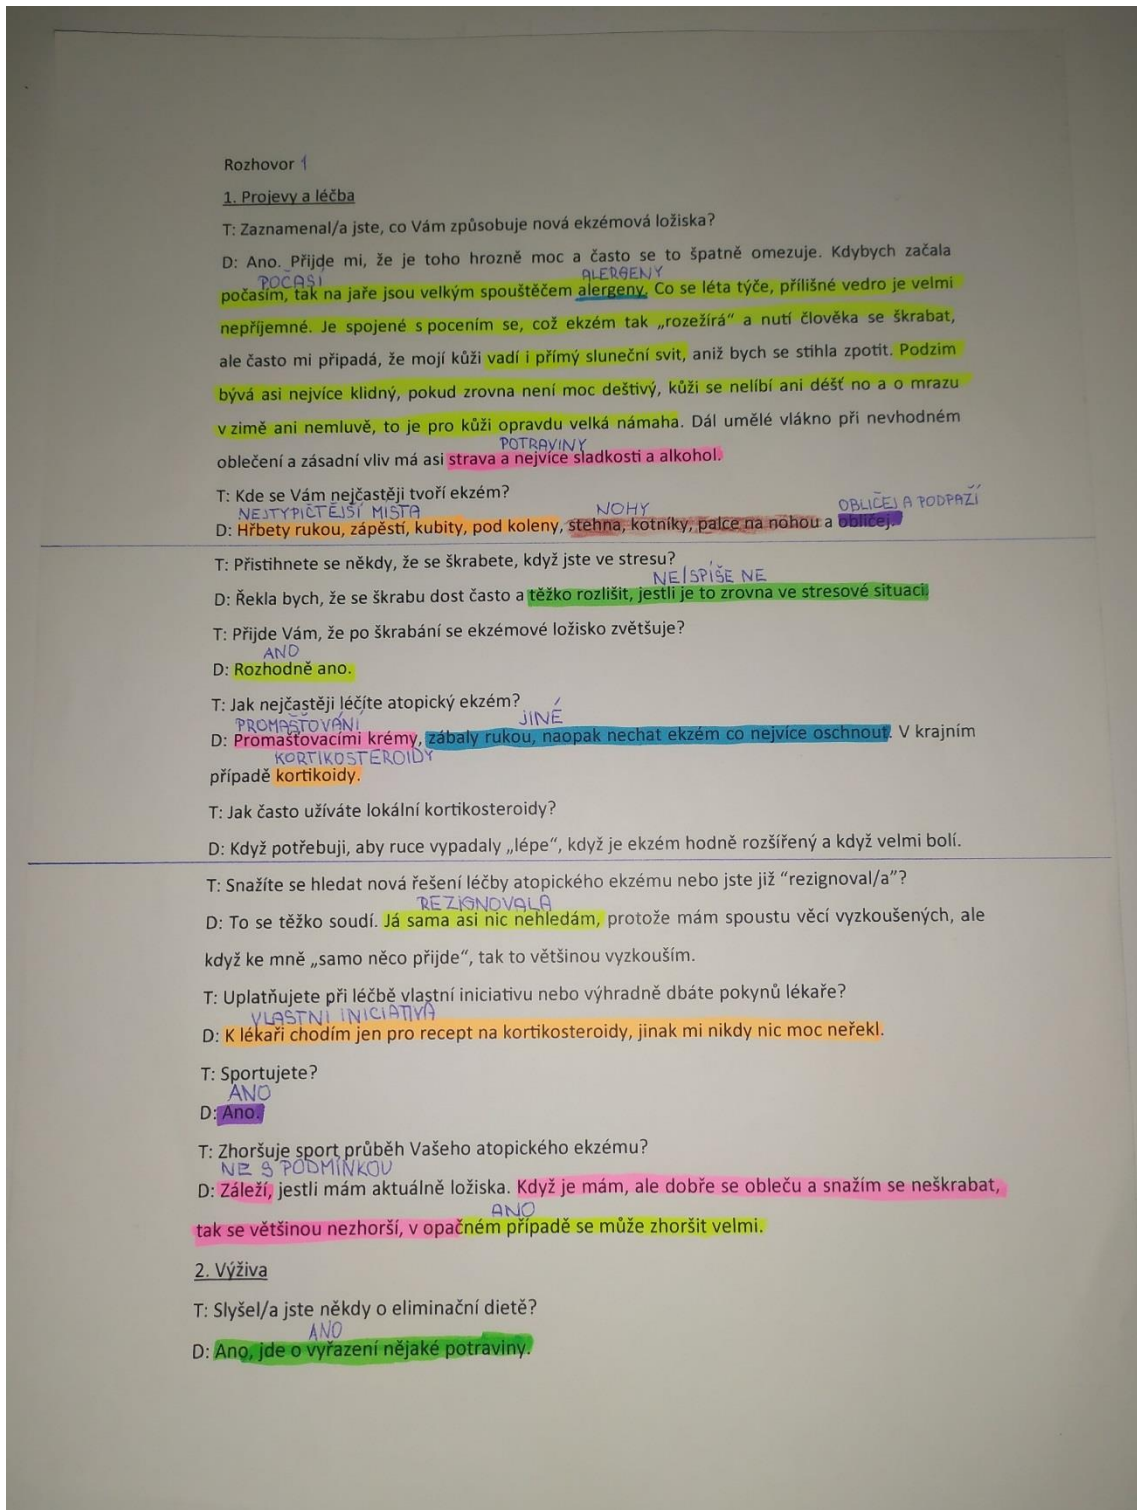 Rozhovor 1
1. Projevy a léčba
T: Zaznamenal/a jste, co Vám způsobuje nová ekzémová ložiska?
D: Ano. Přijde mi, že je toho hrozně moc a často se to špatně omezuje. Kdybych začala
POČASÍ ALERGENY
počasím, tak na jaře jsou velkým spouštěčem alergeny. Co se léta týče, přílišné vedro je velmi
nepříjemné. Je spojené s pocením se, což ekzém tak „rozežírá“ a nutí člověka se škrabat,
ale často mi připadá, že mojí kůži vadí i přímý sluneční svit, aniž bych se stihla zpotit. Podzim
bývá asi nejvíce klidný, pokud zrovna není moc deštivý, kůži se nelíbí ani déšť no a o mrazu
v zimě ani nemluvě, to je pro kůži opravdu velká námaha. Dál umělé vlákno při nevhodném
POTRAVINY
oblečení a zásadní vliv má asi strava a nejvíce sladkosti a alkohol.
T: Kde se Vám nejčastěji tvoří ekzém?
NEJTYPIČTĚJŠÍ MÍSTA NOHY OBLIČEJ A PODPAŽÍ
D: Hřbety rukou, zápěstí, kubity, pod koleny, stehna, kotníky, palce na nohou a obličej.
T: Přistihnete se někdy, že se škrabete, když jste ve stresu?
NE/SPÍŠE NE
D: Řekla bych, že se škrabu dost často a těžko rozlišit, jestli je to zrovna ve stresové situaci.
T: Přijde Vám, že po škrabání se ekzémové ložisko zvětšuje?
ANO
D: Rozhodně ano.
T: Jak nejčastěji léčíte atopický ekzém?
PROMAŠŤOVÁNÍ JINÉ
D: Promašťovacími krémy, zábaly rukou, naopak nechat ekzém co nejvíce oschnout. V krajním
KORTIKOSTEROIDY
případě kortikoidy.
T: Jak často užíváte lokální kortikosteroidy?
D: Když potřebuji, aby ruce vypadaly „lépe“, když je ekzém hodně rozšířený a když velmi bolí.
T: Snažíte se hledat nová řešení léčby atopického ekzému nebo jste již “rezignoval/a”?
REZIGNOVALA
D: To se těžko soudí. Já sama asi nic nehledám, protože mám spoustu věcí vyzkoušených, ale
když ke mně „samo něco přijde“, tak to většinou vyzkouším.
T: Uplatňujete při léčbě vlastní iniciativu nebo výhradně dbáte pokynů lékaře?
VLASTNÍ INICIATIVA
D: K lékaři chodím jen pro recept na kortikosteroidy, jinak mi nikdy nic moc neřekl.
T: Sportujete?
ANO
D: Ano.
T: Zhoršuje sport průběh Vašeho atopického ekzému?
NE S PODMÍNKOU
D: Záleží, jestli mám aktuálně ložiska. Když je mám, ale dobře se obleču a snažím se neškrabat,
ANO
tak se většinou nezhorší, v opačném případě se může zhoršit velmi.
2. Výživa
T: Slyšel/a jste někdy o eliminační dietě?
ANO
D: Ano, jde o vyřazení nějaké potraviny.